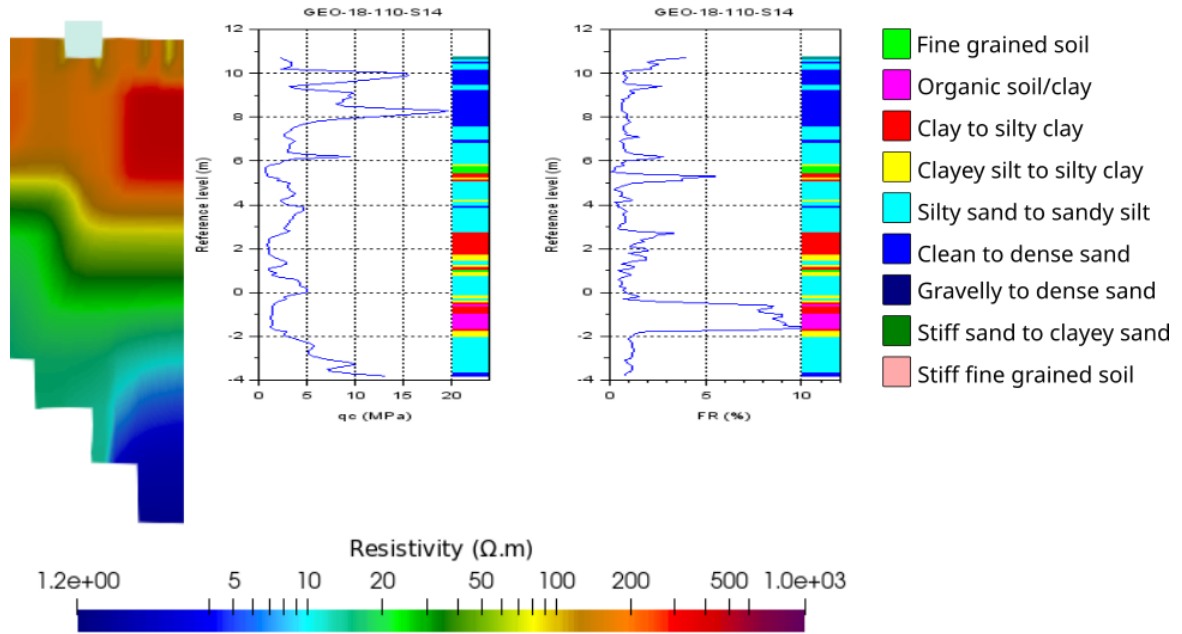 GEO-18-110-S14
GEO-18-110-S14
12
10
8
6
4
2
0
-2
-4
Reference level (m)
0
5
10
15
20
qc (MPa)
12
10
8
6
4
2
0
-2
-4
Reference level (m)
0
5
10
FR (%)
Fine grained soil
Organic soil/clay
Clay to silty clay
Clayey silt to silty clay
Silty sand to sandy silt
Clean to dense sand
Gravelly to dense sand
Stiff sand to clayey sand
Stiff fine grained soil
Resistivity (Ω.m)
1.2e+00 5 10 20 50 100 200 500 1.0e+03